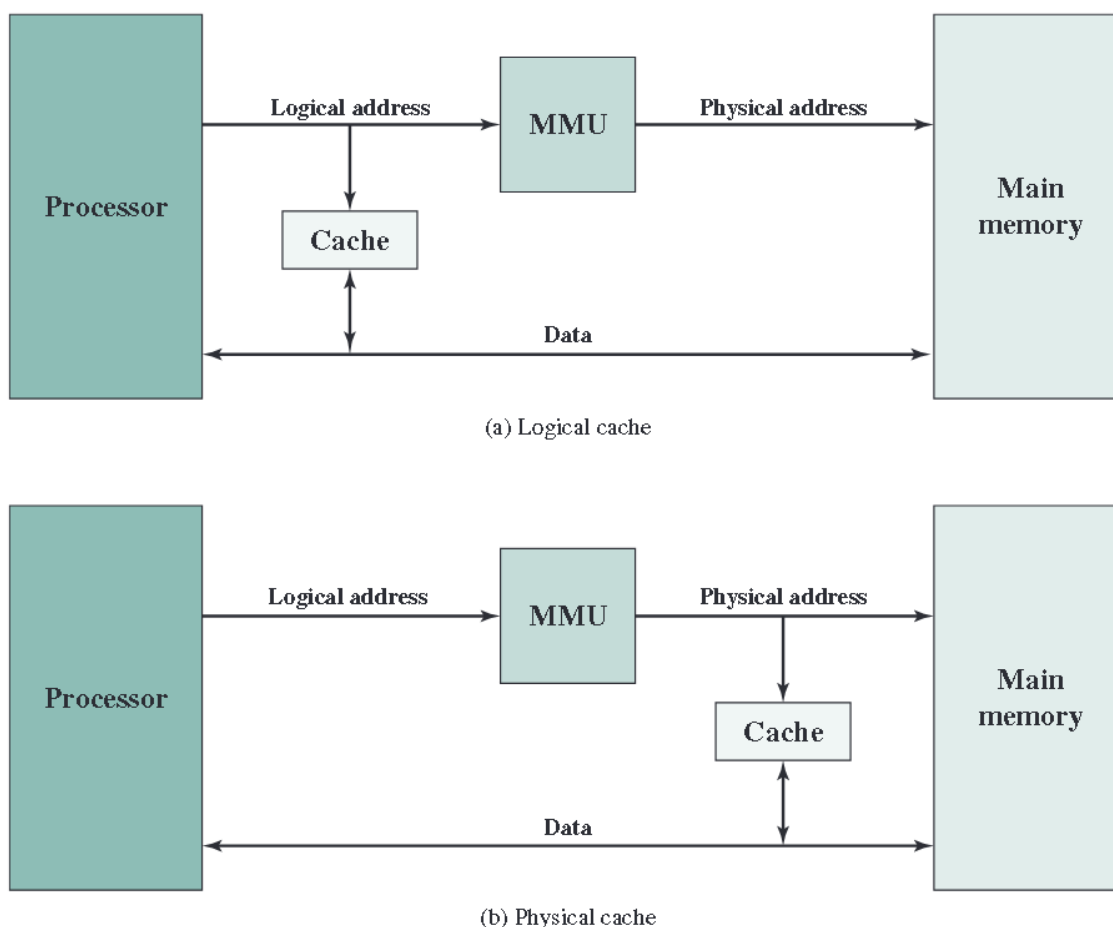 Logical address
MMU
Physical address
Processor
Cache
Main
memory
Data
(a) Logical cache
Logical address
MMU
Physical address
Processor
Main
memory
Cache
Data
(b) Physical cache